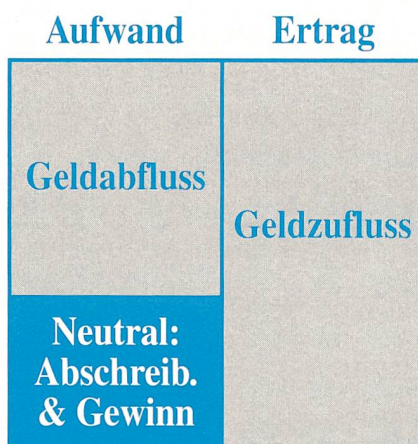 Aufwand Ertrag
Geldabfluss
Geldzufluss
Neutral:
Abschreib.
& Gewinn